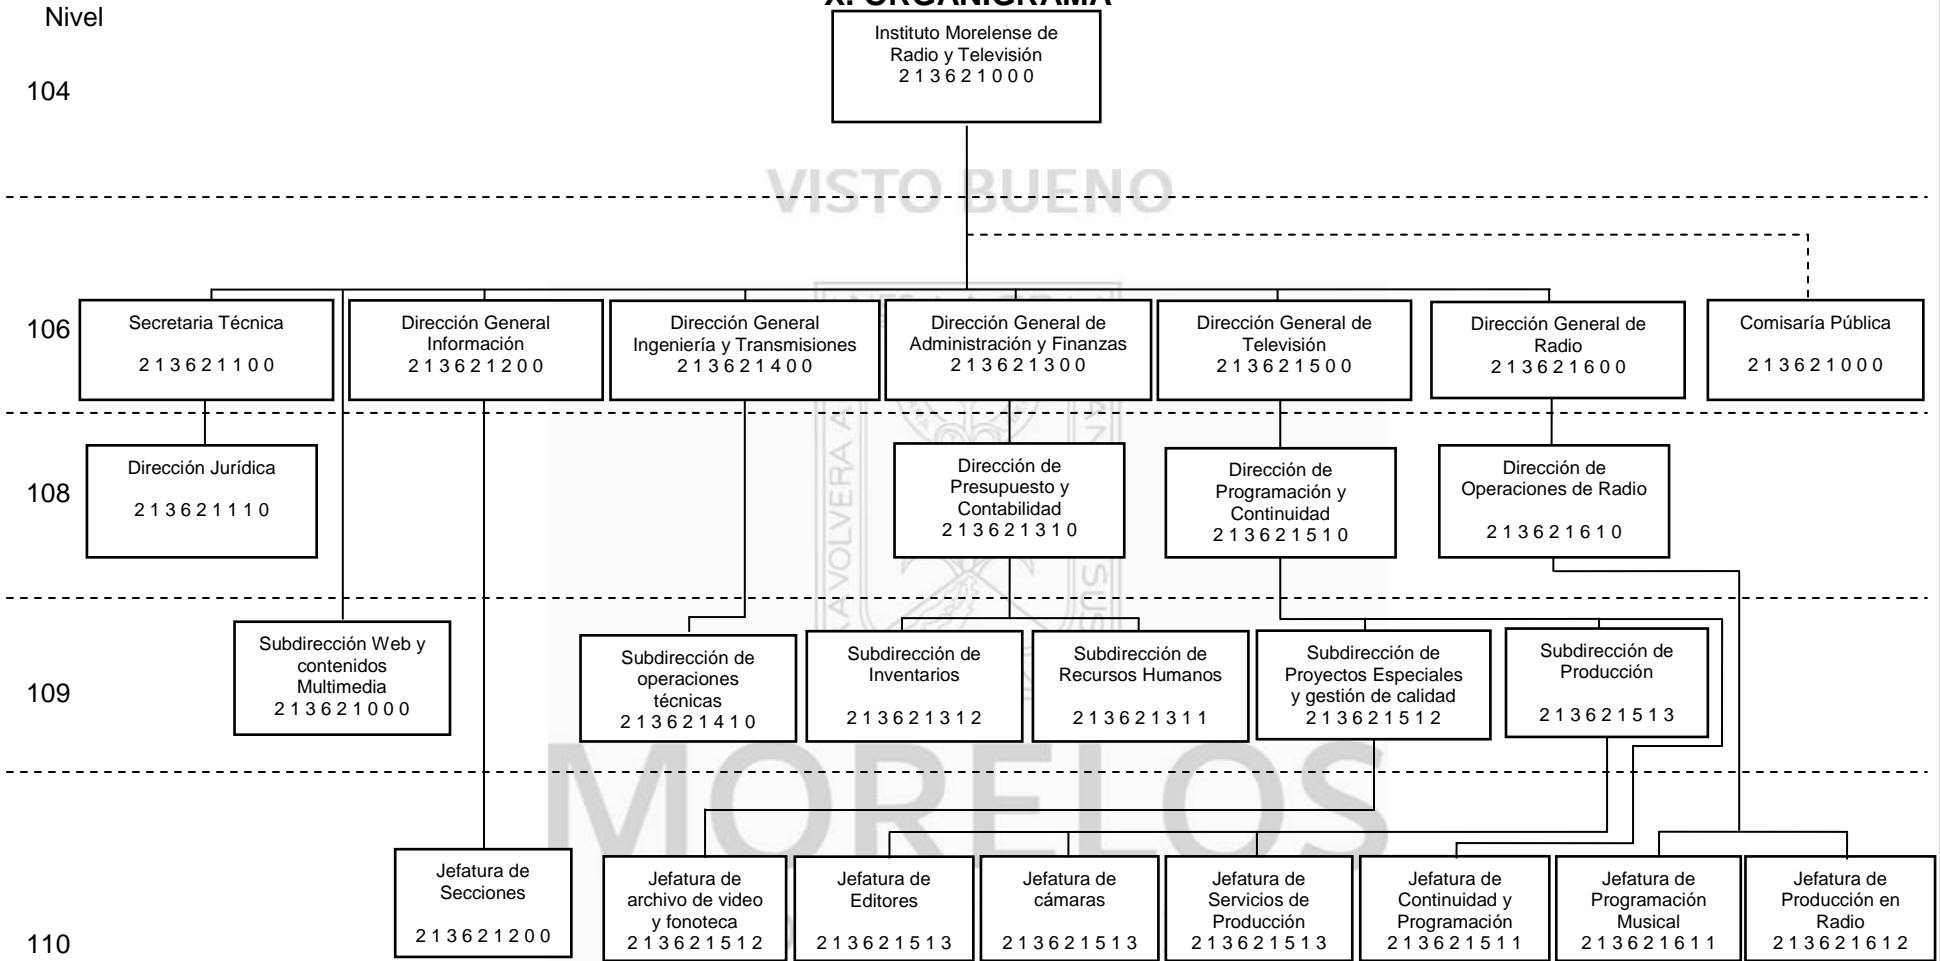 X. ORGANIGRAMA
Nivel
104
Instituto Morelense de
Radio y Televisión
2 1 3 6 2 1 0 0 0
VISTO BUENO
106
Secretaria Técnica
2 1 3 6 2 1 1 0 0
Dirección General
Información
2 1 3 6 2 1 2 0 0
Dirección General
Ingeniería y Transmisiones
2 1 3 6 2 1 4 0 0
Dirección General de
Administración y Finanzas
2 1 3 6 2 1 3 0 0
Dirección General de
Televisión
2 1 3 6 2 1 5 0 0
Dirección General de
Radio
2 1 3 6 2 1 6 0 0
Comisaría Pública
2 1 3 6 2 1 0 0 0
108
Dirección Jurídica
2 1 3 6 2 1 1 1 0
Dirección de
Presupuesto y
Contabilidad
2 1 3 6 2 1 3 1 0
Dirección de
Programación y
Continuidad
2 1 3 6 2 1 5 1 0
Dirección de
Operaciones de Radio
2 1 3 6 2 1 6 1 0
VOLVERA A
SUS
109
Subdirección Web y
contenidos
Multimedia
2 1 3 6 2 1 0 0 0
Subdirección de
operaciones
técnicas
2 1 3 6 2 1 4 1 0
Subdirección de
Inventarios
2 1 3 6 2 1 3 1 2
Subdirección de
Recursos Humanos
2 1 3 6 2 1 3 1 1
Subdirección de
Proyectos Especiales
y gestión de calidad
2 1 3 6 2 1 5 1 2
Subdirección de
Producción
2 1 3 6 2 1 5 1 3
MORELOS
110
Jefatura de
Secciones
2 1 3 6 2 1 2 0 0
Jefatura de
archivo de video
y fonoteca
2 1 3 6 2 1 5 1 2
Jefatura de
Editores
2 1 3 6 2 1 5 1 3
Jefatura de
cámaras
2 1 3 6 2 1 5 1 3
Jefatura de
Servicios de
Producción
2 1 3 6 2 1 5 1 3
Jefatura de
Continuidad y
Programación
2 1 3 6 2 1 5 1 1
Jefatura de
Programación
Musical
2 1 3 6 2 1 6 1 1
Jefatura de
Producción en
Radio
2 1 3 6 2 1 6 1 2